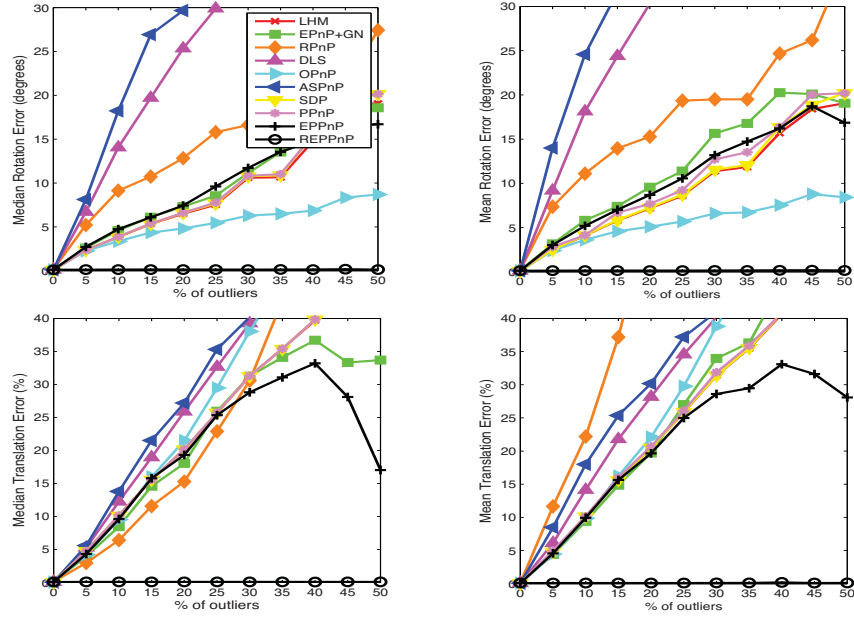 30
25
20
15
10
5
0
Median Rotation Error (degrees)
0 5 10 15 20 25 30 35 40 45 50
% of outliers
LHM
EPnP+GN
RPnP
DLS
OPnP
ASPnP
SDP
PPnP
EPPnP
REPPnP
30
25
20
15
10
5
0
Mean Rotation Error (degrees)
0 5 10 15 20 25 30 35 40 45 50
% of outliers
40
35
30
25
20
15
10
5
0
Median Translation Error (%)
0 5 10 15 20 25 30 35 40 45 50
% of outliers
40
35
30
25
20
15
10
5
0
Mean Translation Error (%)
0 5 10 15 20 25 30 35 40 45 50
% of outliers